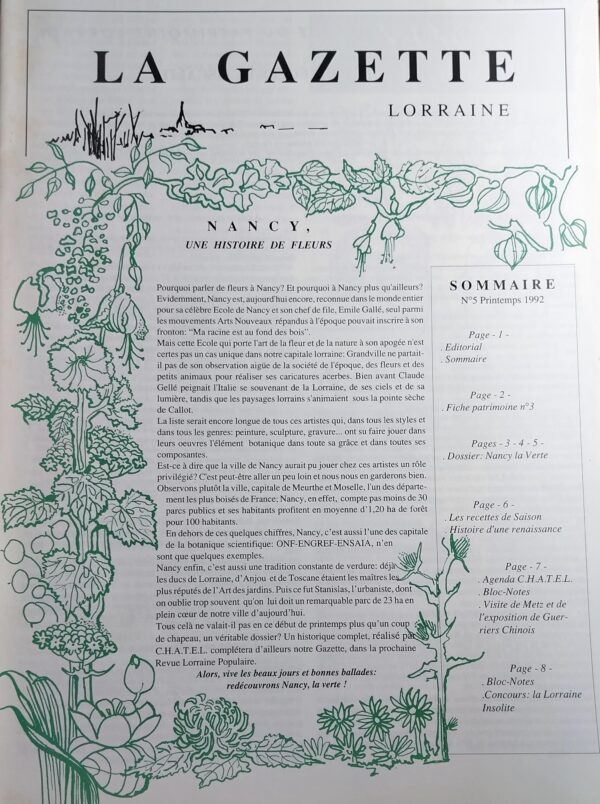 LA GAZETTE
LORRAINE
NANCY,
UNE HISTOIRE DE FLEURS
Pourquoi parler de fleurs à Nancy? Et pourquoi à Nancy plus qu'ailleurs?
Evidemment, Nancy est, aujourd'hui encore, reconnue dans le monde entier
pour sa célèbre Ecole de Nancy et son chef de file, Emile Gallé, seul parmi
les mouvements Arts Nouveaux répandus à l'époque pouvait inscrire à son
fronton: "Ma racine est au fond des bois".
Mais cette Ecole qui porte l'art de la fleur et de la nature à son apogée n'est
certes pas un cas unique dans notre capitale lorraine: Grandville ne partait-
il pas de son observation aigüe de la société de l'époque, des fleurs et des
petits animaux pour réaliser ses caricatures acerbes. Bien avant Claude
Gellé peignait l'Italie se souvenant de la Lorraine, de ses ciels et de sa
lumière, tandis que les paysages lorrains s'animaient sous la pointe sèche
de Callot.
La liste serait encore longue de tous ces artistes qui, dans tous les styles et
dans tous les genres: peinture, sculpture, gravure... ont su faire jouer dans
leurs oeuvres l'élément botanique dans toute sa grâce et dans toutes ses
composantes.
Est-ce à dire que la ville de Nancy aurait pu jouer chez ces artistes un rôle
privilégié? C'est peut-être aller un peu loin et nous nous en garderons bien.
Observons plutôt la ville, capitale de Meurthe et Moselle, l'un des départe-
ment les plus boisés de France; Nancy, en effet, compte pas moins de 30
parcs publics et ses habitants profitent en moyenne d'1,20 ha de forêt
pour 100 habitants.
En dehors de ces quelques chiffres, Nancy, c'est aussi l'une des capitale
de la botanique scientifique: ONF-ENGREF-ENSAIA, n'en
sont que quelques exemples.
Nancy enfin, c'est aussi une tradition constante de verdure: déjà
les ducs de Lorraine, d'Anjou et de Toscane étaient les maîtres les
plus réputés de l'Art des jardins. Puis ce fut Stanislas, l'urbaniste, dont
on oublie trop souvent qu'on lui doit un remarquable parc de 23 ha en
plein cœur de notre ville d'aujourd'hui.
Tous celà ne valait-il pas en ce début de printemps plus qu'un coup
de chapeau, un véritable dossier? Un historique complet, réalisé par
C.H.A.T.E.L. complétera d'ailleurs notre Gazette, dans la prochaine
Revue Lorraine Populaire.
Alors, vive les beaux jours et bonnes ballades:
redécouvrons Nancy, la verte !
SOMMAIRE
N°5 Printemps 1992
Page - 1 -
. Editorial
. Sommaire
Page - 2 -
. Fiche patrimoine n°3
Pages - 3 - 4 - 5 -
. Dossier: Nancy la Verte
Page - 6 -
. Les recettes de Saison
. Histoire d'une renaissance
Page - 7 -
. Agenda C.H.A.T.E.L.
. Bloc-Notes
. Visite de Metz et de
l'exposition de Guer-
riers Chinois
Page - 8 -
. Bloc-Notes
.Concours: la Lorraine
Insolite